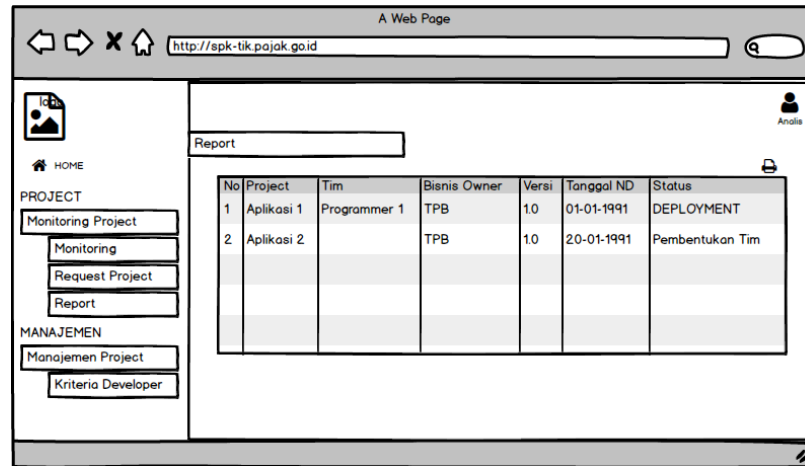 A Web Page
http://spk-tik.pajak.go.id
logo
Analis
HOME
Report
PROJECT
Monitoring Project
Monitoring
Request Project
Report
MANAJEMEN
Manajemen Project
Kriteria Developer
No Project Tim Bisnis Owner Versi Tanggal ND Status
1 Aplikasi 1 Programmer 1 TPB 1.0 01-01-1991 DEPLOYMENT
2 Aplikasi 2 TPB 1.0 20-01-1991 Pembentukan Tim